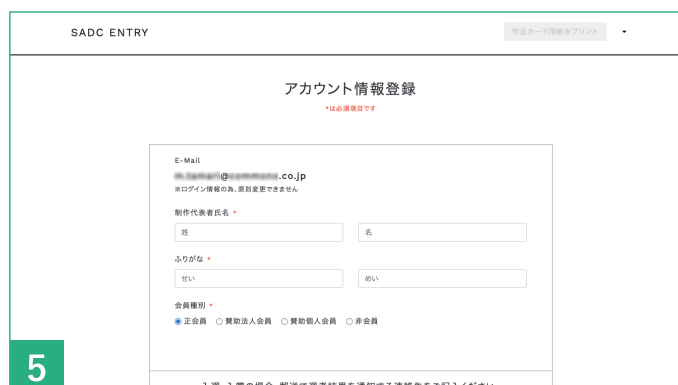 SADC ENTRY
作品カード用紙をプリント
アカウント情報登録
*は必須項目です
E-Mail
@ .co.jp
※ログイン情報の為、原則変更できません
制作代表者氏名 *
姓 名
ふりがな *
せい めい
会員種別 *
正会員 賛助法人会員 賛助個人会員 非会員
5